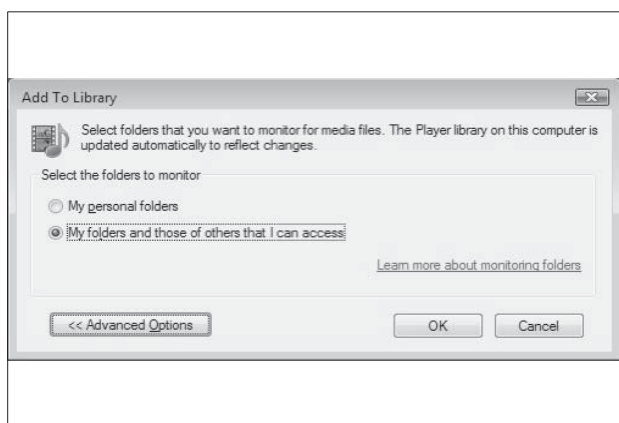 Add To Library
Select folders that you want to monitor for media files. The Player library on this computer is
updated automatically to reflect changes.
Select the folders to monitor
My personal folders
My folders and those of others that I can access
Learn more about monitoring folders
<< Advanced Options
OK
Cancel